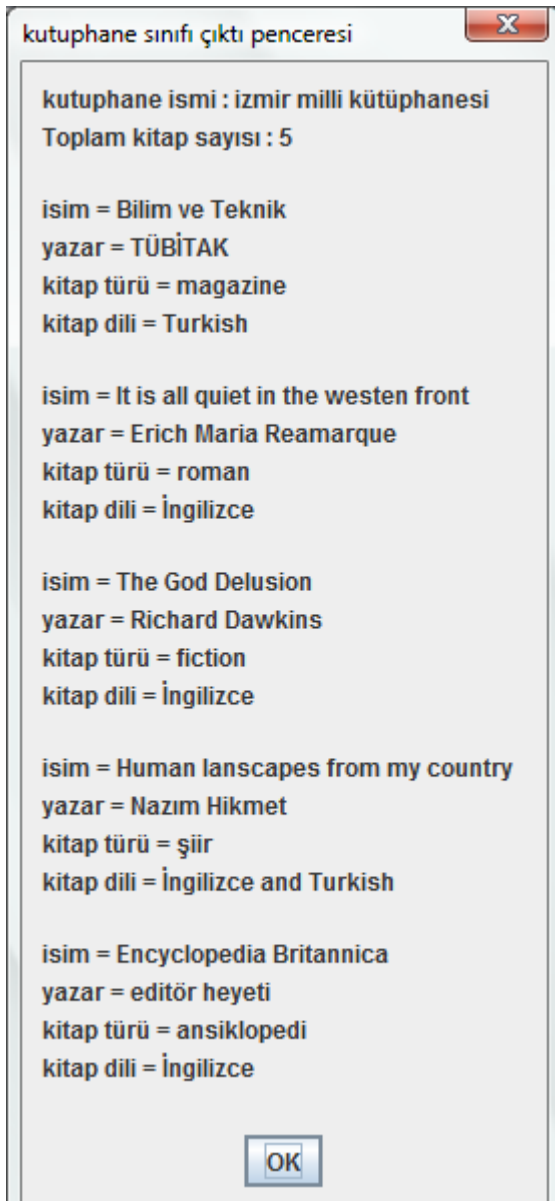 kutuphane sınıfı çıktı penceresi
kutuphane ismi : izmir milli kütüphanesi
Toplam kitap sayısı : 5
isim = Bilim ve Teknik
yazar = TÜBİTAK
kitap türü = magazine
kitap dili = Turkish
isim = It is all quiet in the westen front
yazar = Erich Maria Reamarque
kitap türü = roman
kitap dili = İngilizce
isim = The God Delusion
yazar = Richard Dawkins
kitap türü = fiction
kitap dili = İngilizce
isim = Human lanscapes from my country
yazar = Nazım Hikmet
kitap türü = şiir
kitap dili = İngilizce and Turkish
isim = Encyclopedia Britannica
yazar = editör heyeti
kitap türü = ansiklopedi
kitap dili = İngilizce
OK